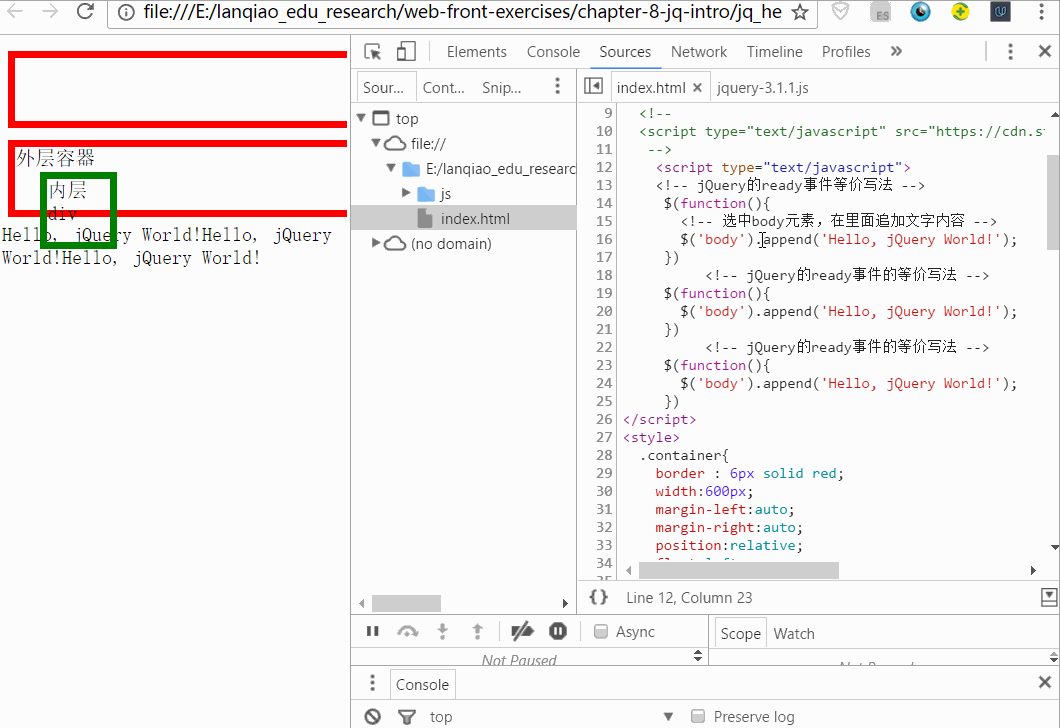 file:///E:/lanqiao_edu_research/web-front-exercises/chapter-8-jq-intro/jq_he
ES
外层容器
内层
div
Hello, jQuery World!Hello, jQuery
World!Hello, jQuery World!
Elements Console Sources Network Timeline Profiles »
Sour... Cont... Snip...
top
file://
E:/lanqiao_edu_researc
js
index.html
(no domain)
index.html × jquery-3.1.1.js
9 <!--
10 <script type="text/javascript" src="https://cdn.st
11 -->
12 <script type="text/javascript">
13 <!-- jQuery的ready事件等价写法 -->
14 $(function(){
15 <!-- 选中body元素，在里面追加文字内容 -->
16 $('body').append('Hello, jQuery World!');
17 })
18 <!-- jQuery的ready事件的等价写法 -->
19 $(function(){
20 $('body').append('Hello, jQuery World!');
21 })
22 <!-- jQuery的ready事件的等价写法 -->
23 $(function(){
24 $('body').append('Hello, jQuery World!');
25 })
26 </script>
27 <style>
28 .container{
29 border : 6px solid red;
30 width:600px;
31 margin-left:auto;
32 margin-right:auto;
33 position:relative;
34
{} Line 12, Column 23
Async
Not Paused
Scope Watch
Console
top
Preserve log